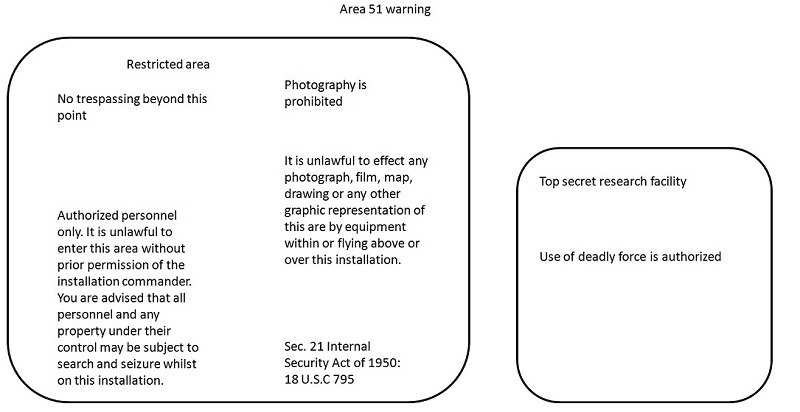 Area 51 warning
Restricted area
No trespassing beyond this
point
Authorized personnel
only. It is unlawful to
enter this area without
prior permission of the
installation commander.
You are advised that all
personnel and any
property under their
control may be subject to
search and seizure whilst
on this installation.
Photography is
prohibited
It is unlawful to effect any
photograph, film, map,
drawing or any other
graphic representation of
this are by equipment
within or flying above or
over this installation.
Sec. 21 Internal
Security Act of 1950:
18 U.S.C 795
Top secret research facility
Use of deadly force is authorized